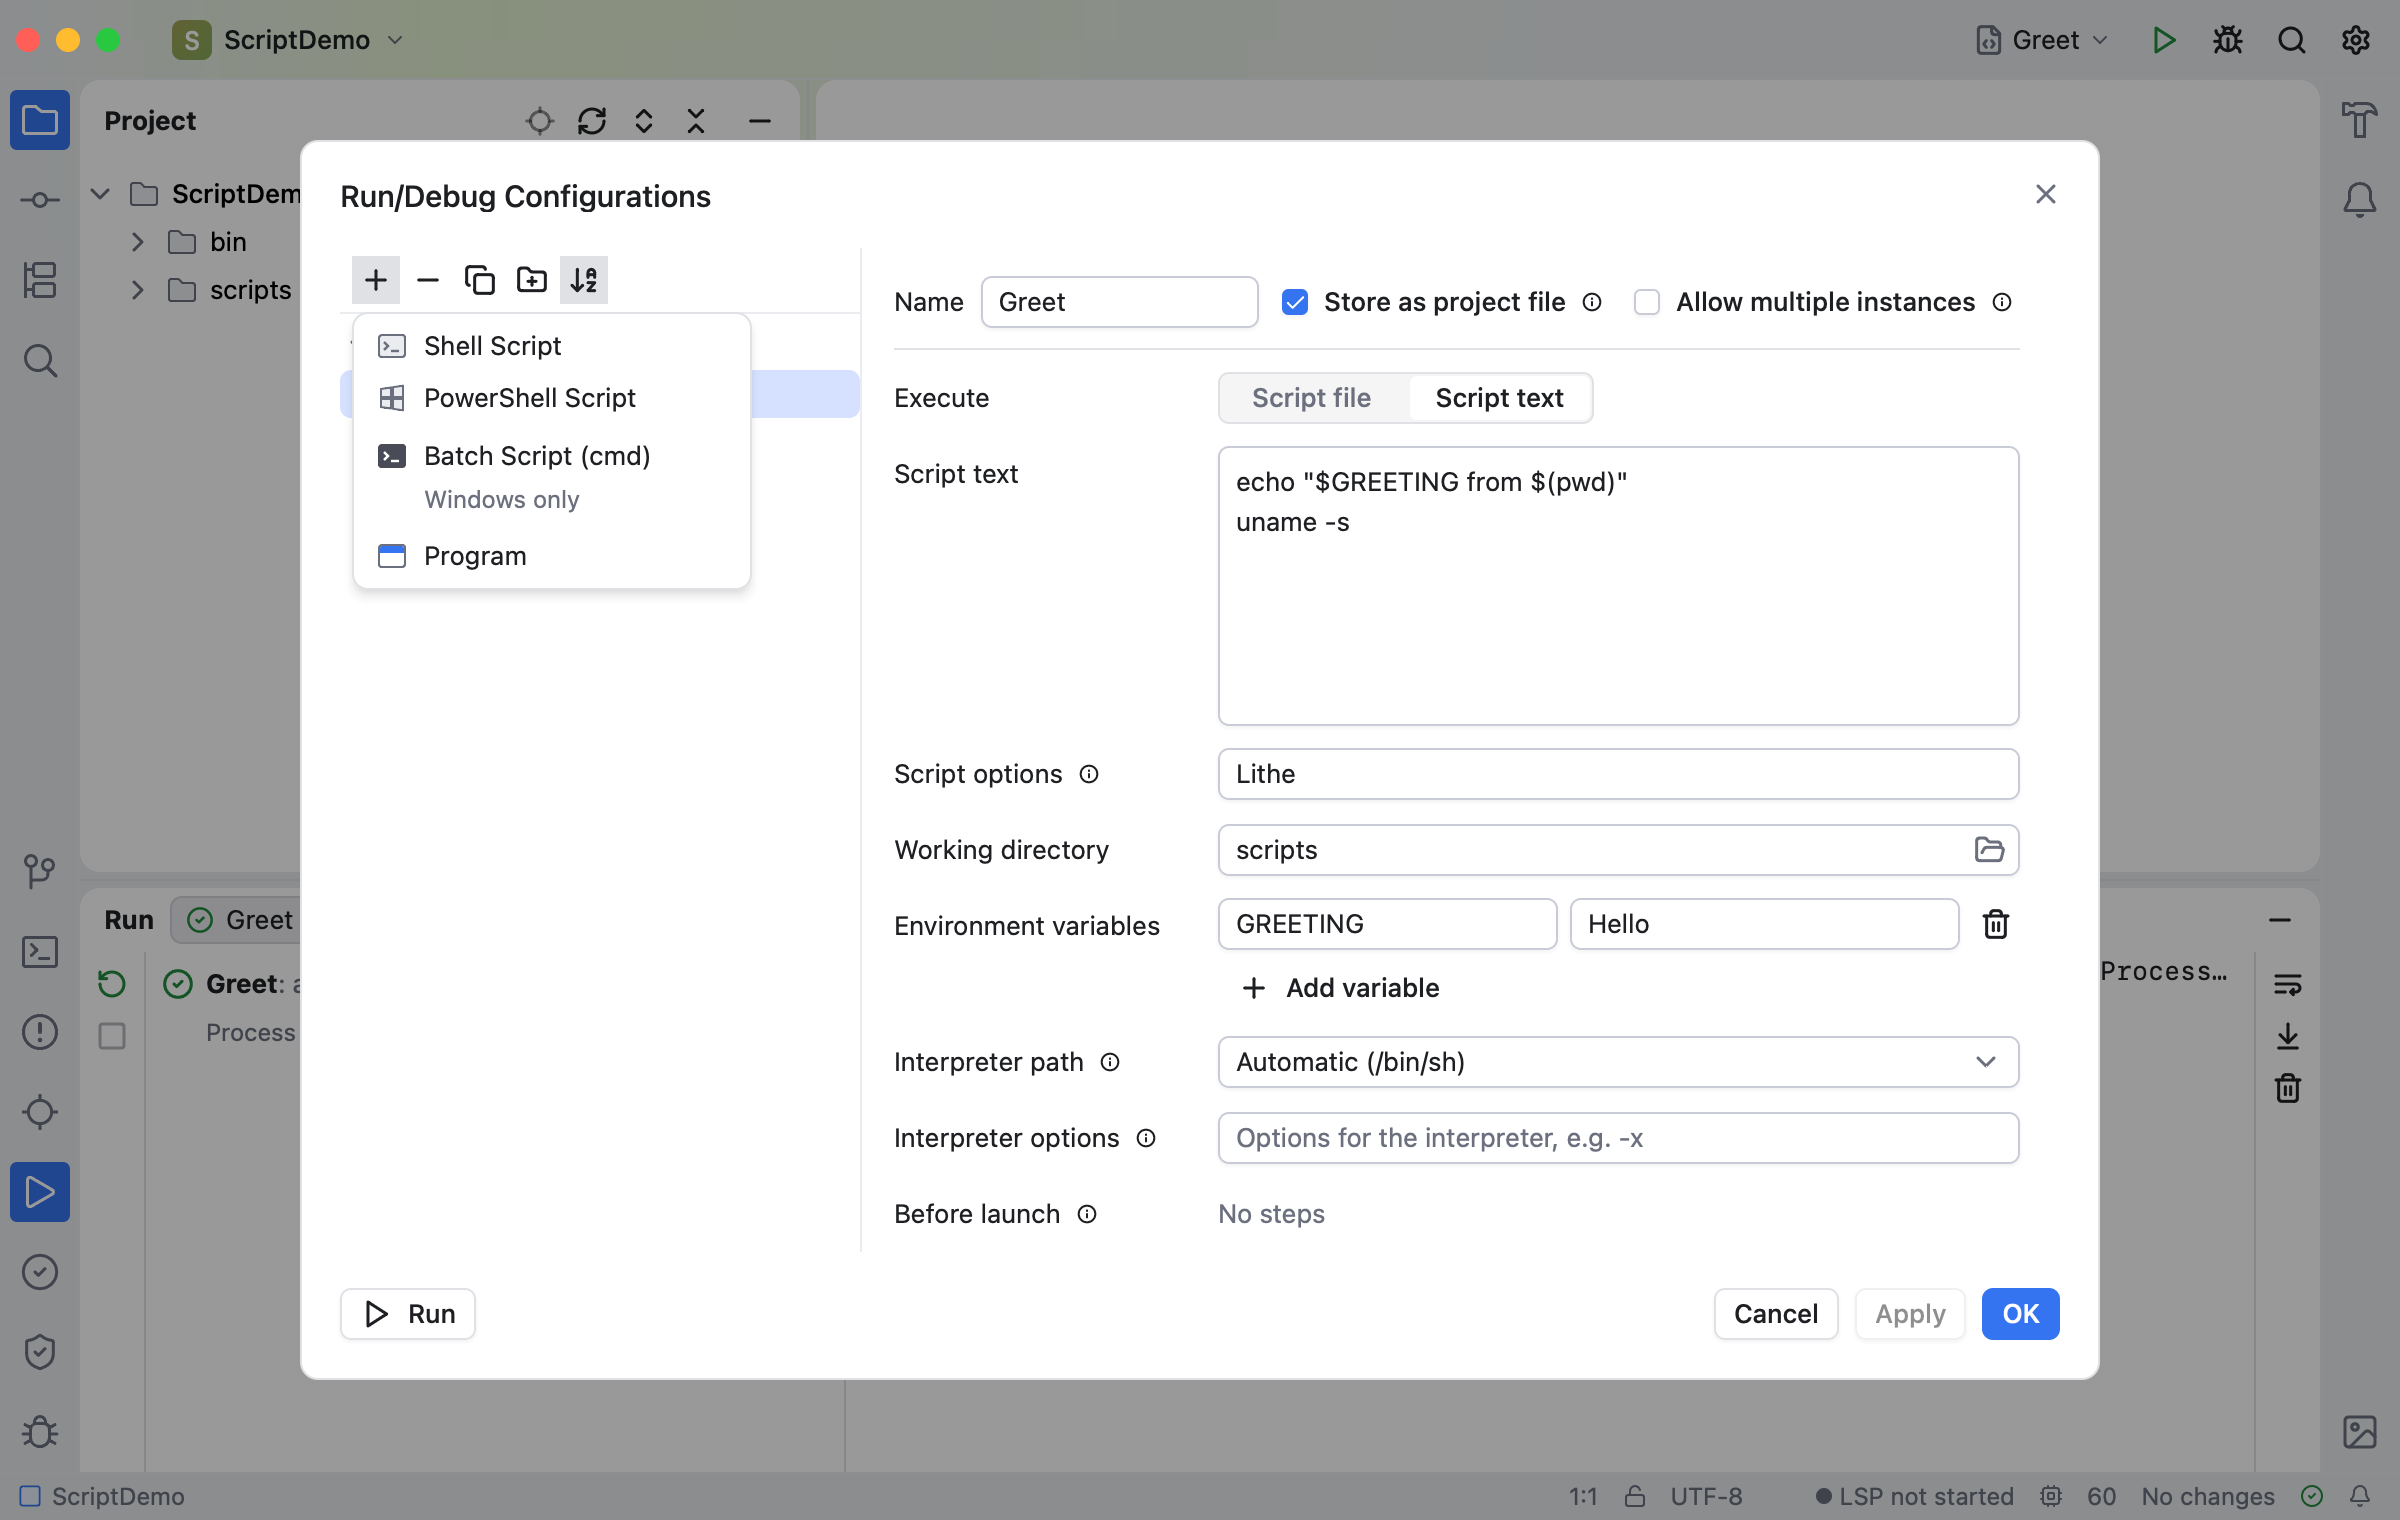 S ScriptDemo
Greet
Project
ScriptDem
bin
scripts
Run/Debug Configurations
Shell Script
PowerShell Script
Batch Script (cmd)
Windows only
Program
Name
Greet
Store as project file
Allow multiple instances
Execute
Script file
Script text
Script text
echo "$GREETING from $(pwd)"
uname -s
Script options
Lithe
Working directory
scripts
Environment variables
GREETING
Hello
Add variable
Interpreter path
Automatic (/bin/sh)
Interpreter options
Options for the interpreter, e.g. -x
Before launch
No steps
Run
Cancel
Apply
OK
Run
Greet
Greet:
Process
Process…
ScriptDemo
1:1
UTF-8
LSP not started
60
No changes